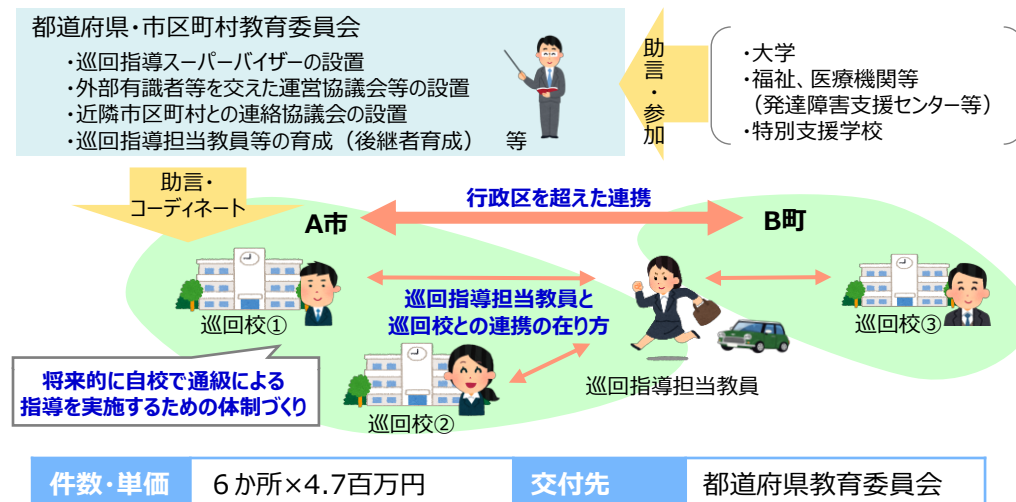 都道府県・市区町村教育委員会
・巡回指導スーパーバイザーの設置
・外部有識者等を交えた運営協議会等の設置
・近隣市区町村との連絡協議会の設置
・巡回指導担当教員等の育成（後継者育成）　等
助言・参加
・大学
・福祉、医療機関等
（発達障害支援センター等）
・特別支援学校
助言・
コーディネート
行政区を超えた連携
A市
B町
巡回校①
巡回指導担当教員と
巡回校との連携の在り方
巡回校③
将来的に自校で通級による
指導を実施するための体制づくり
巡回校②
巡回指導担当教員
件数・単価
６か所×4.7百万円
交付先
都道府県教育委員会